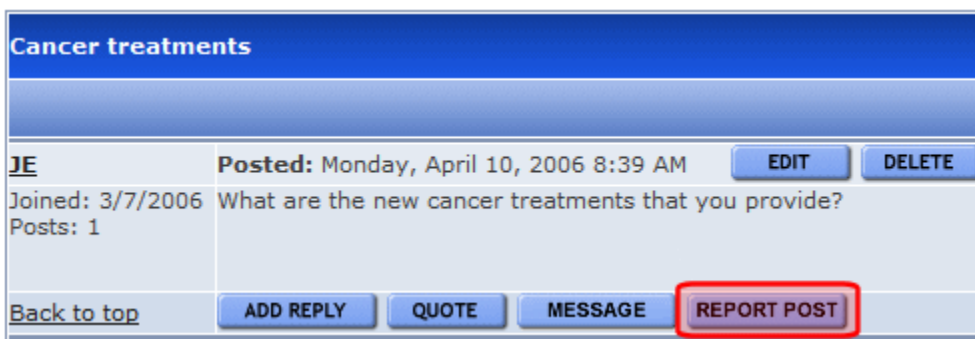 Cancer treatments
JE Posted: Monday, April 10, 2006 8:39 AM EDIT DELETE
Joined: 3/7/2006 What are the new cancer treatments that you provide?
Posts: 1
Back to top ADD REPLY QUOTE MESSAGE REPORT POST